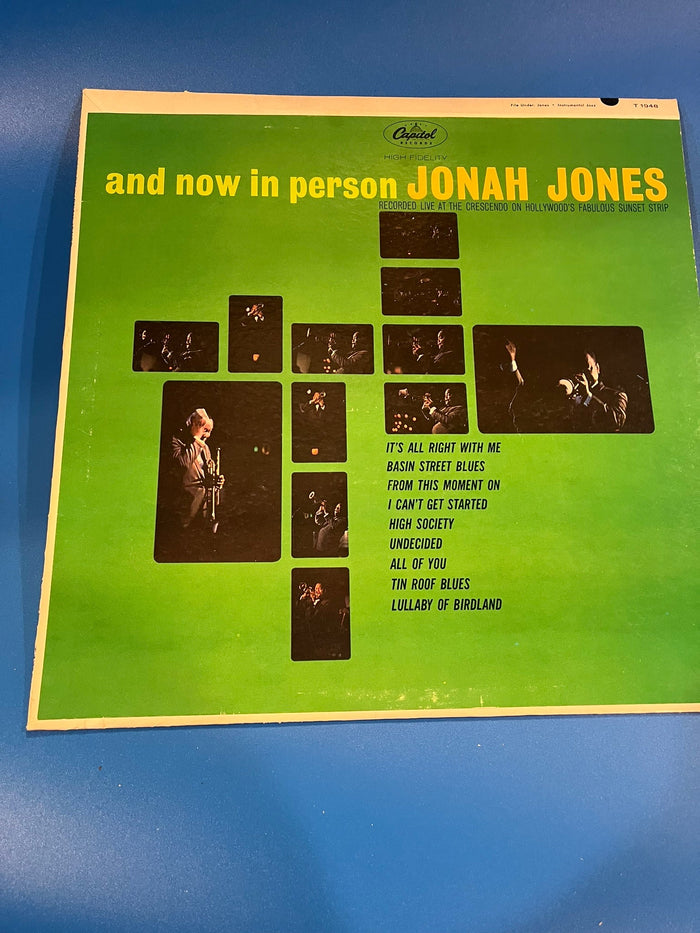 File Under: Jones • Instrumental Jazz
T 1948
Capitol
RECORDS
HIGH FIDELITY
and now in person JONAH JONES
RECORDED LIVE AT THE CRESCENDO ON HOLLYWOOD'S FABULOUS SUNSET STRIP
IT'S ALL RIGHT WITH ME
BASIN STREET BLUES
FROM THIS MOMENT ON
I CAN'T GET STARTED
HIGH SOCIETY
UNDECIDED
ALL OF YOU
TIN ROOF BLUES
LULLABY OF BIRDLAND